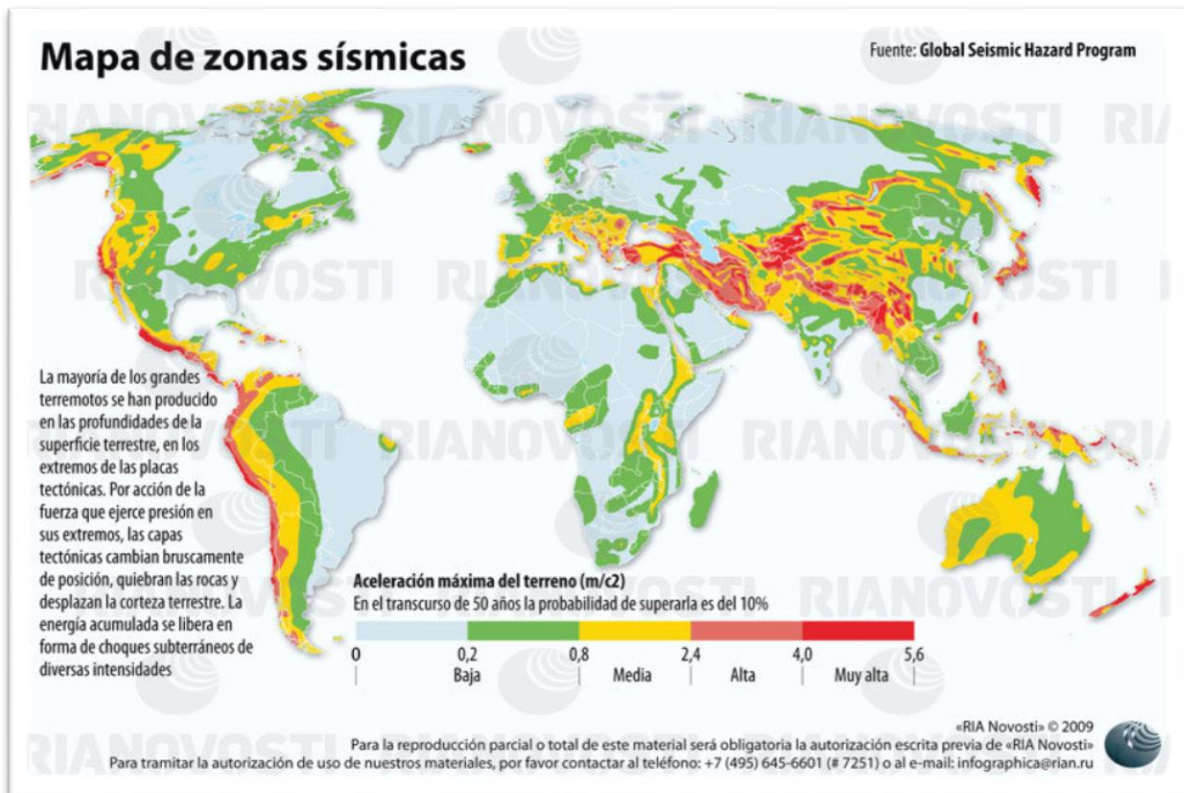 Mapa de zonas sísmicas
Fuente: Global Seismic Hazard Program
RIANOVOSTI
La mayoría de los grandes
terremotos se han producido
en las profundidades de la
superficie terrestre, en los
extremos de las placas
tectónicas. Por acción de la
fuerza que ejerce presión en
sus extremos, las capas
tectónicas cambian bruscamente
de posición, quiebran las rocas y
desplazan la corteza terrestre. La
energía acumulada se libera en
forma de choques subterráneos de
diversas intensidades
Aceleración máxima del terreno (m/c2)
En el transcurso de 50 años la probabilidad de superarla es del 10%
0 0,2 0,8 2,4 4,0 5,6
Baja Media Alta Muy alta
«RIA Novosti» © 2009
Para la reproducción parcial o total de este material será obligatoria la autorización escrita previa de «RIA Novosti»
Para tramitar la autorización de uso de nuestros materiales, por favor contactar al teléfono: +7 (495) 645-6601 (# 7251) o al e-mail: infographica@rian.ru